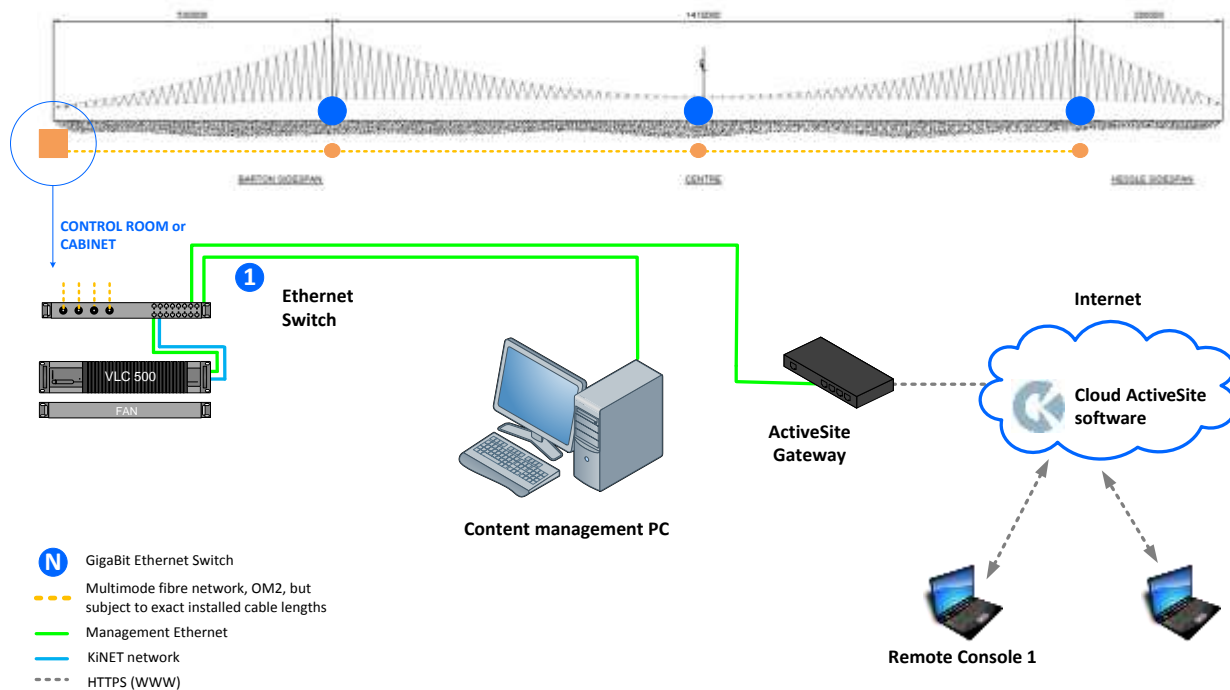 BARTON SIDESPAN
CENTRE
HESSLE SIDESPAN
CONTROL ROOM or
CABINET
1
Ethernet
Switch
Internet
VLC 500
FAN
Cloud ActiveSite
software
ActiveSite
Gateway
Content management PC
N
GigaBit Ethernet Switch
Multimode fibre network, OM2, but
subject to exact installed cable lengths
Management Ethernet
KiNET network
HTTPS (WWW)
Remote Console 1